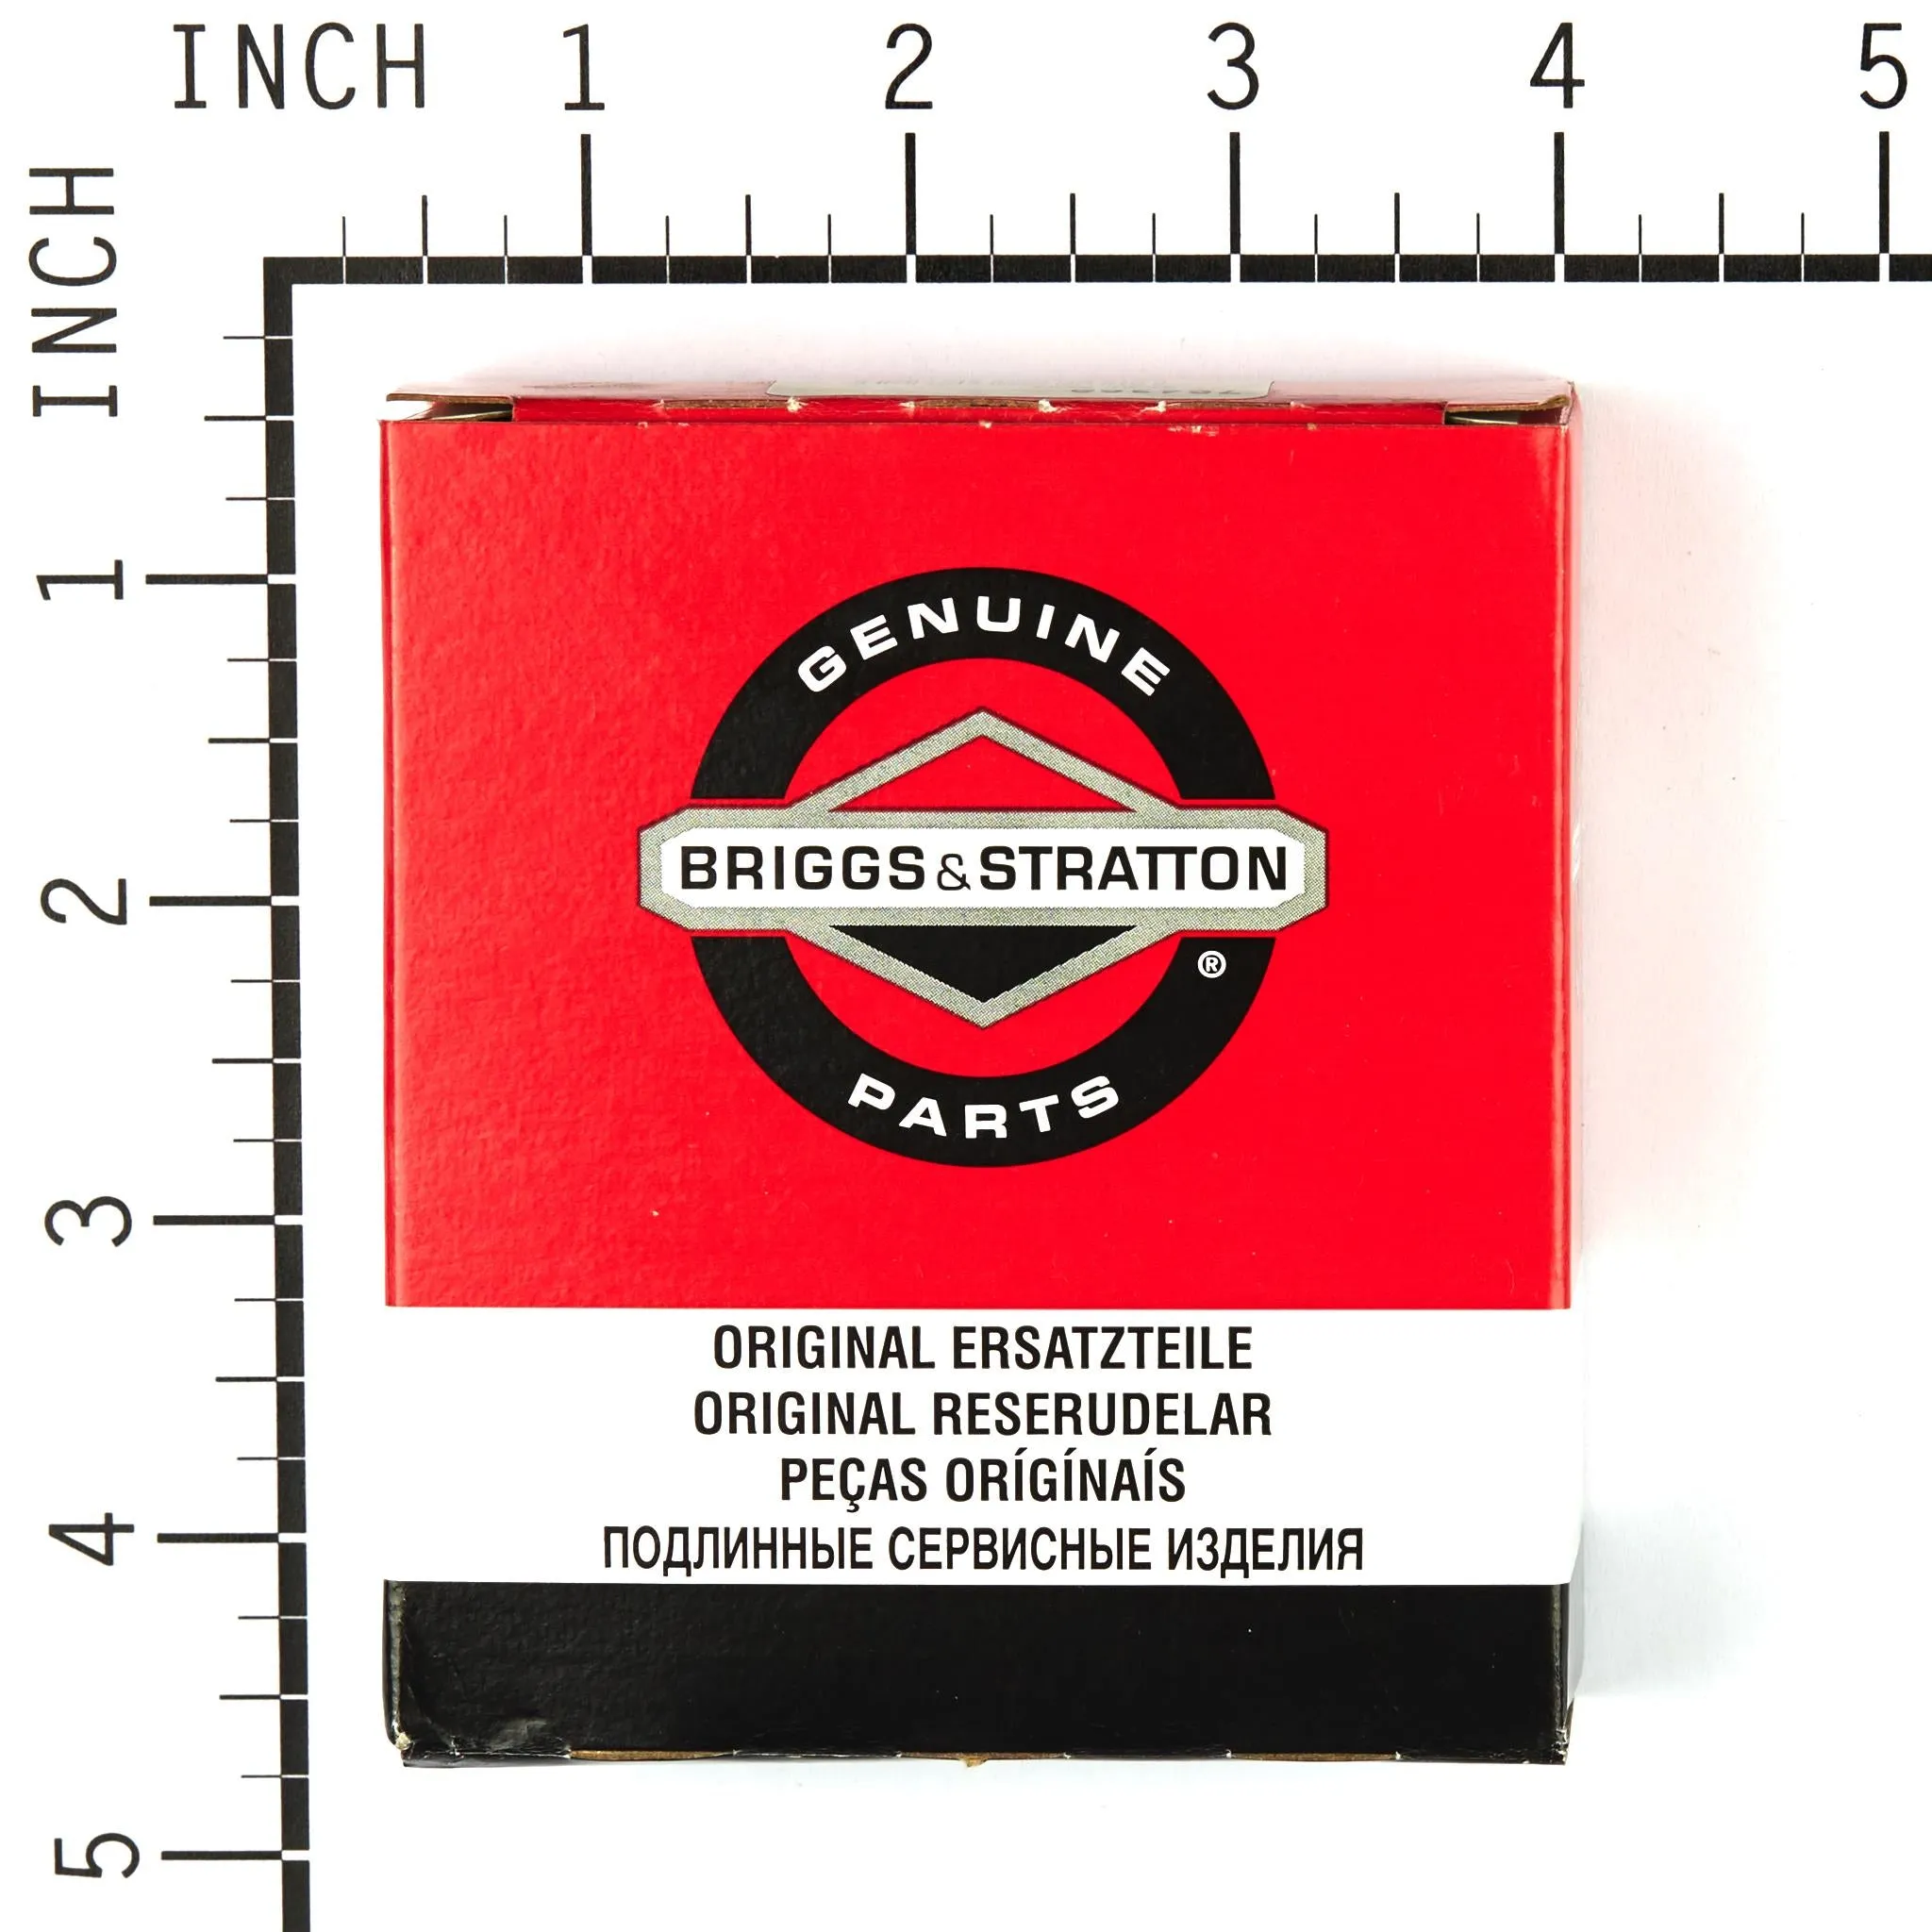 INCH 1 2 3 4 5
INCH 1 2 3 4 5
GENUINE
BRIGGS & STRATTON
®
PARTS
ORIGINAL ERSATZTEILE
ORIGINAL RESERUDELAR
PEÇAS ORÍGÍNAÍS
ПОДЛИННЫЕ СЕРВИСНЫЕ ИЗДЕЛИЯ